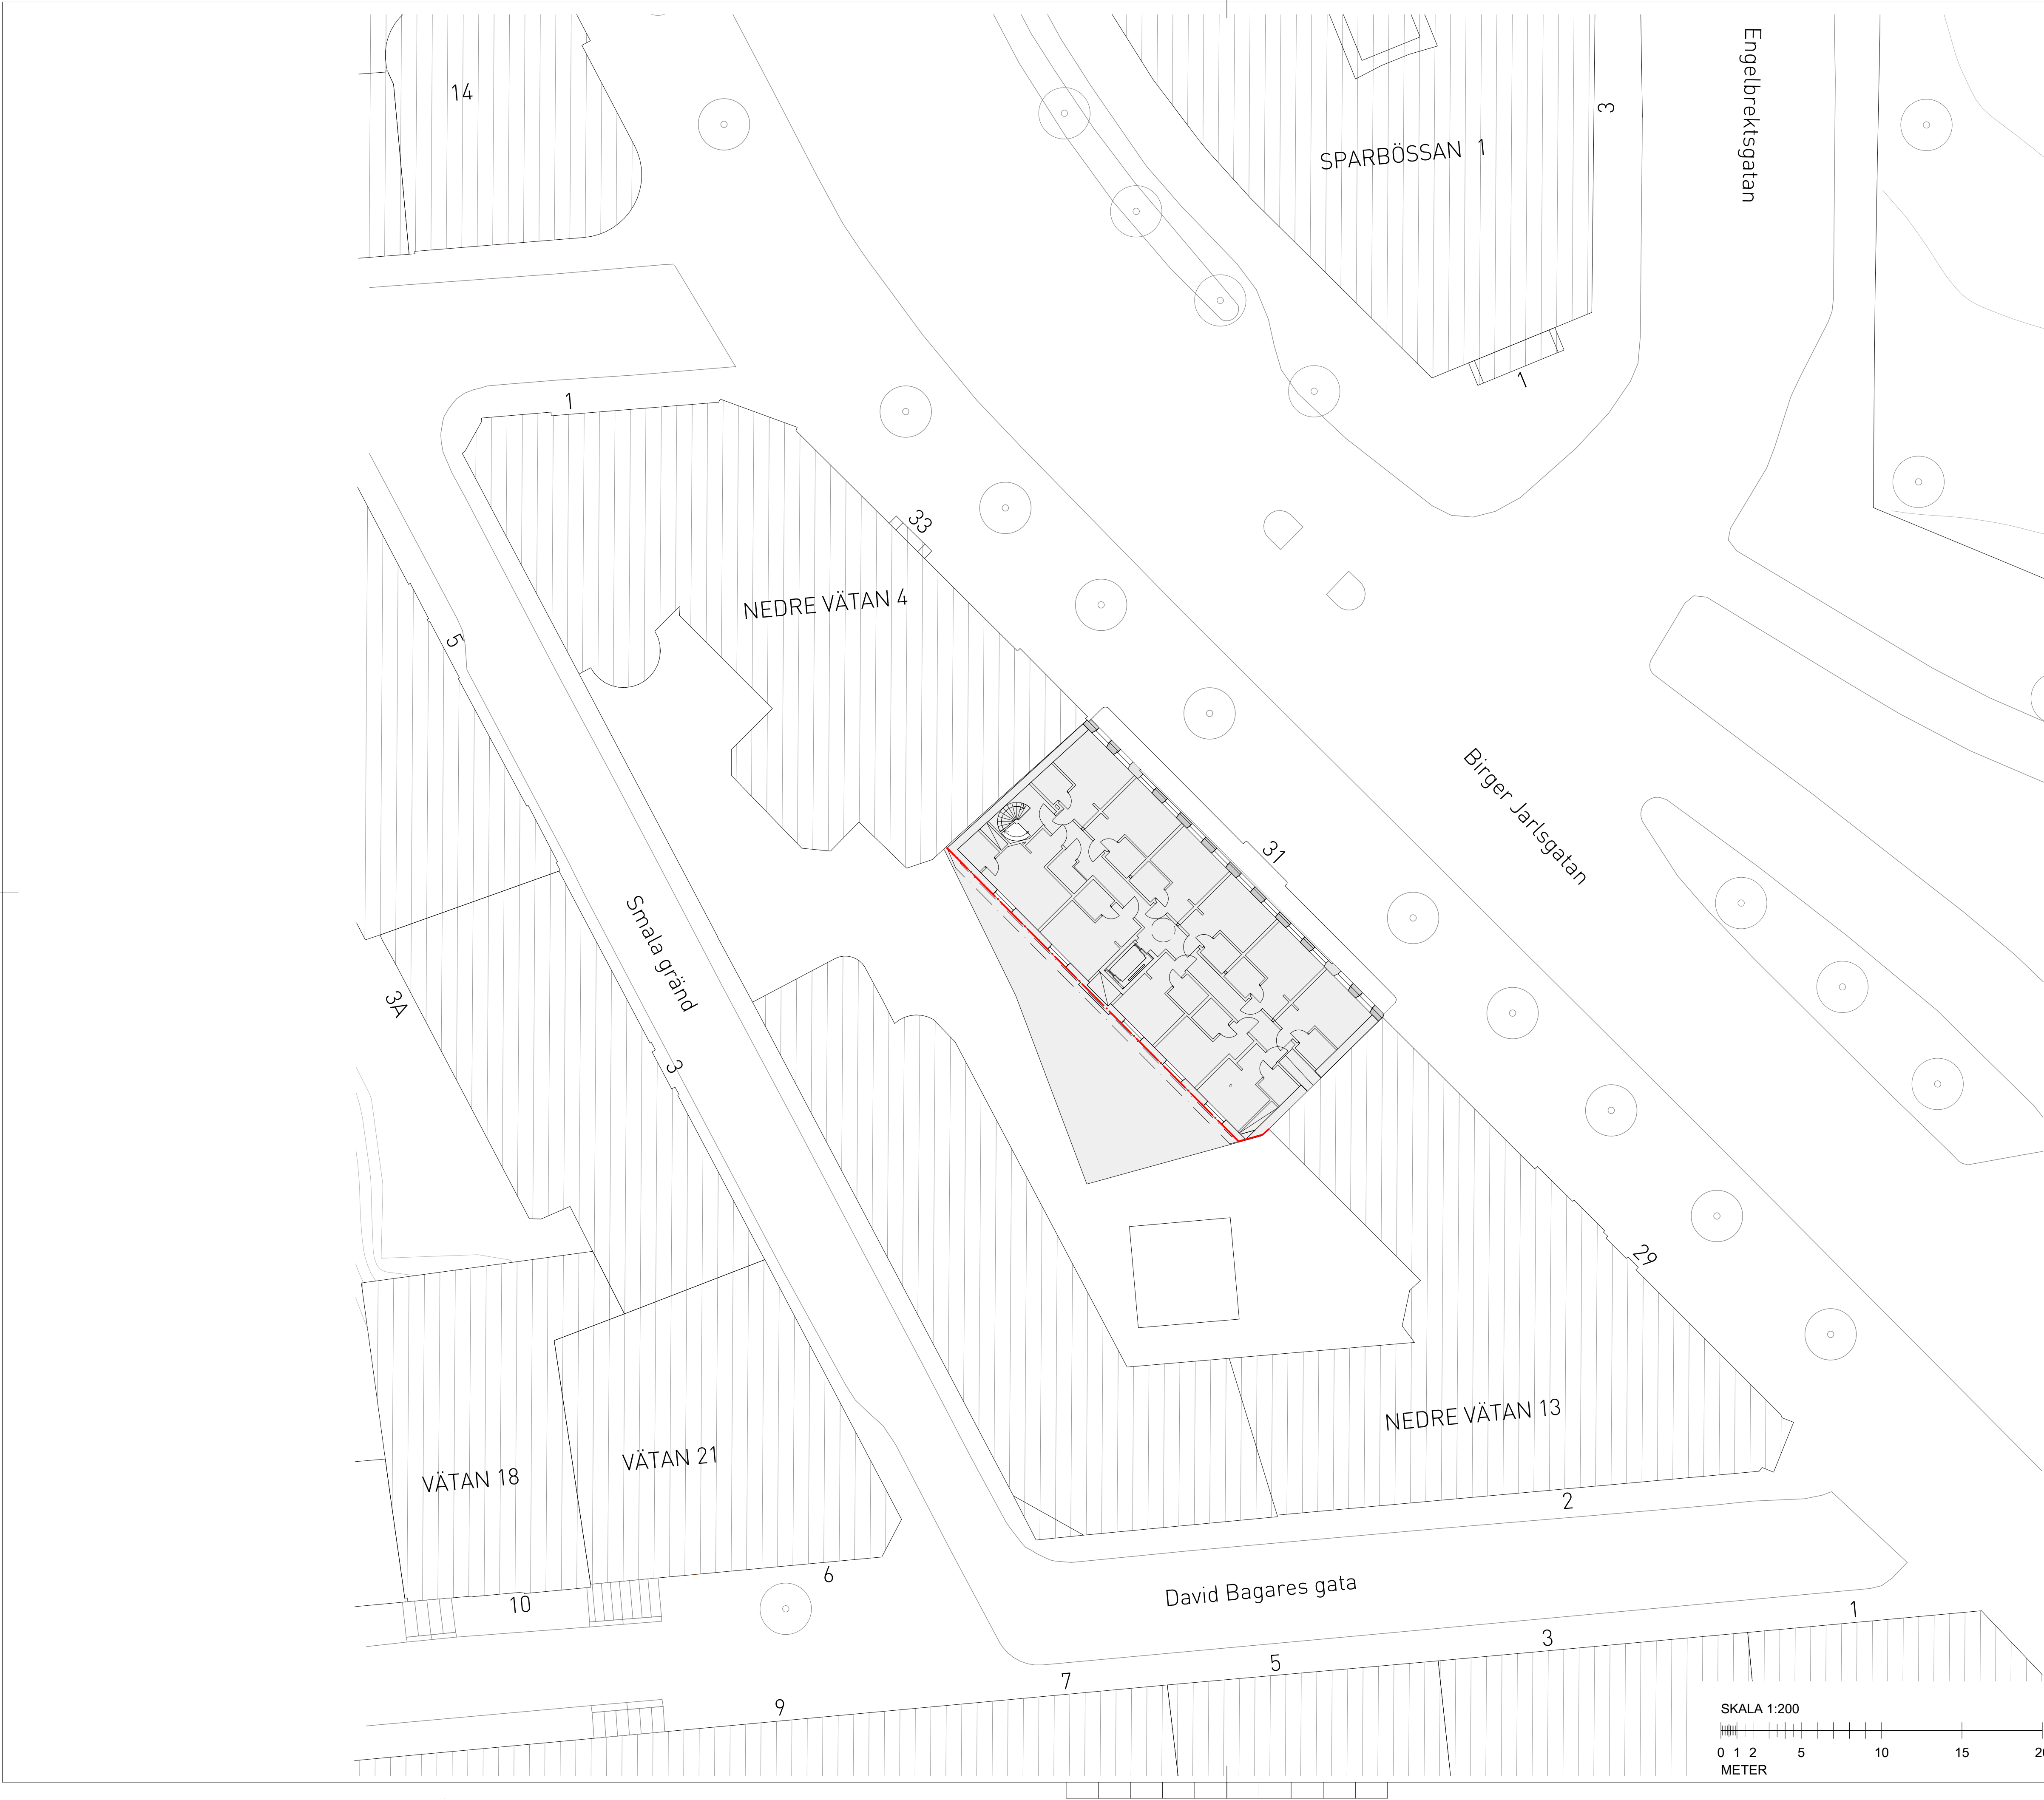 14
SPARBÖSSAN 1
3
Engelbrektsgatan
1
1
33
NEDRE VÄTAN 4
5
Birger Jarlsgatan
31
Smala gränd
3A
3
29
NEDRE VÄTAN 13
VÄTAN 21
VÄTAN 18
2
6
10
David Bagares gata
1
3
5
7
9
SKALA 1:200
0 1 2 5 10 15
METER